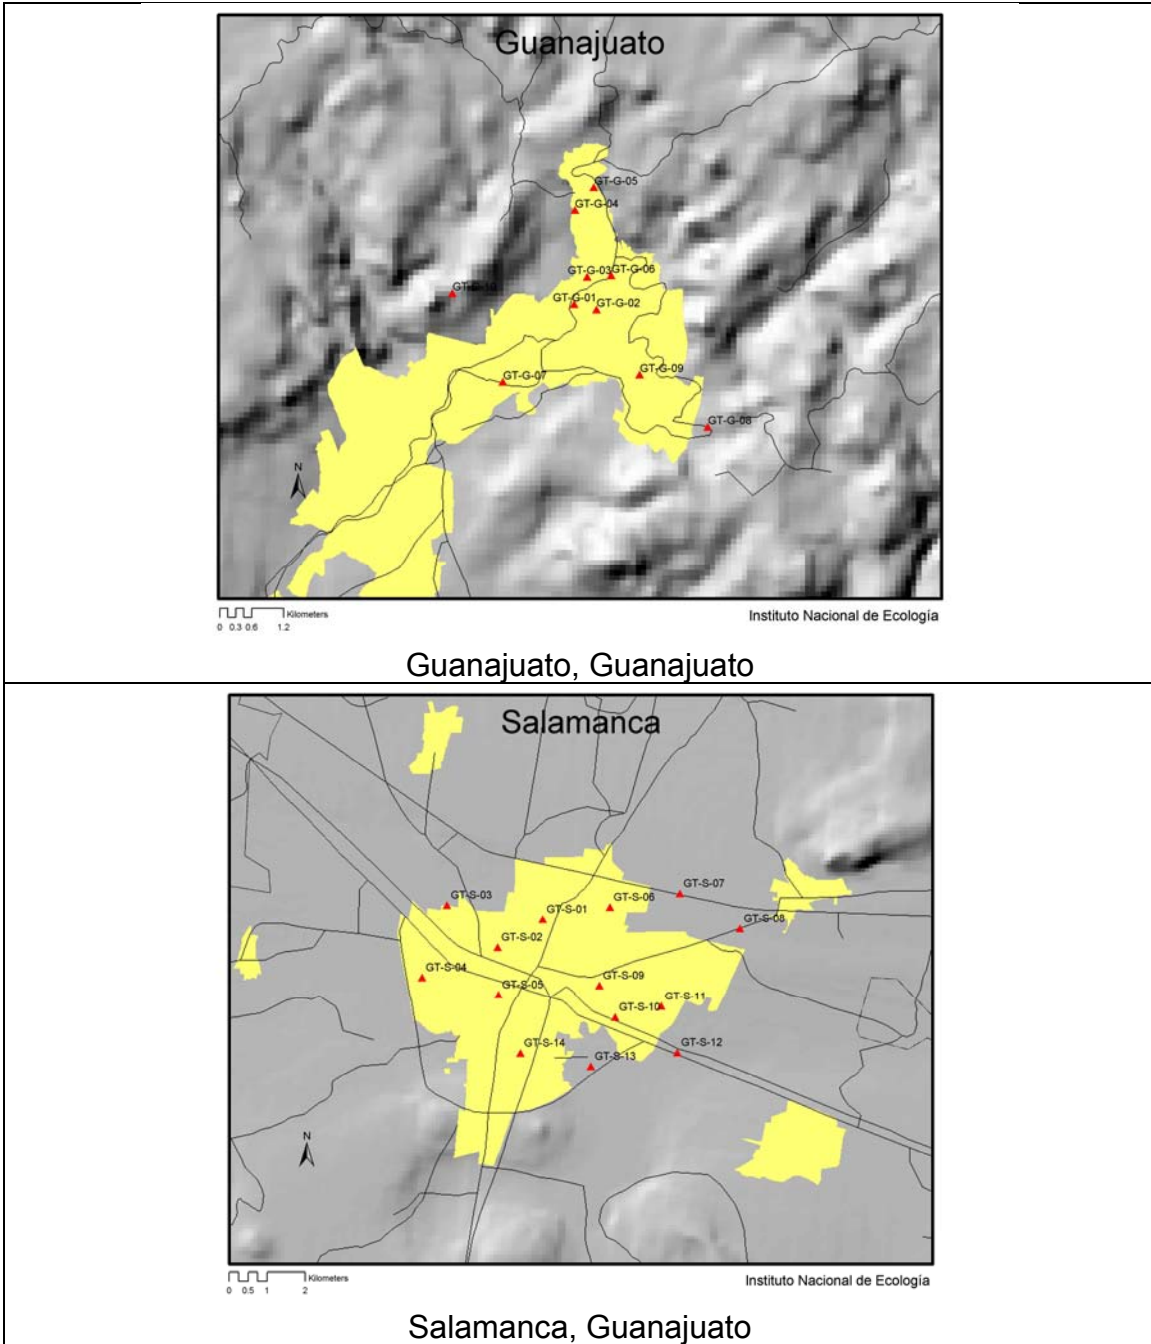 Guanajuato
GT-G-05
GT-G-04
GT-G-03
GT-G-06
GT-G-01
GT-G-02
GT-G-07
GT-G-09
GT-G-08
N
Kilometers
0 0.3 0.6 1.2
Instituto Nacional de Ecología
Guanajuato, Guanajuato
Salamanca
GT-S-07
GT-S-03
GT-S-06
GT-S-01
GT-S-08
GT-S-02
GT-S-04
GT-S-09
GT-S-05
GT-S-11
GT-S-10
GT-S-12
GT-S-14
GT-S-13
N
Kilometers
0 0.5 1 2
Instituto Nacional de Ecología
Salamanca, Guanajuato